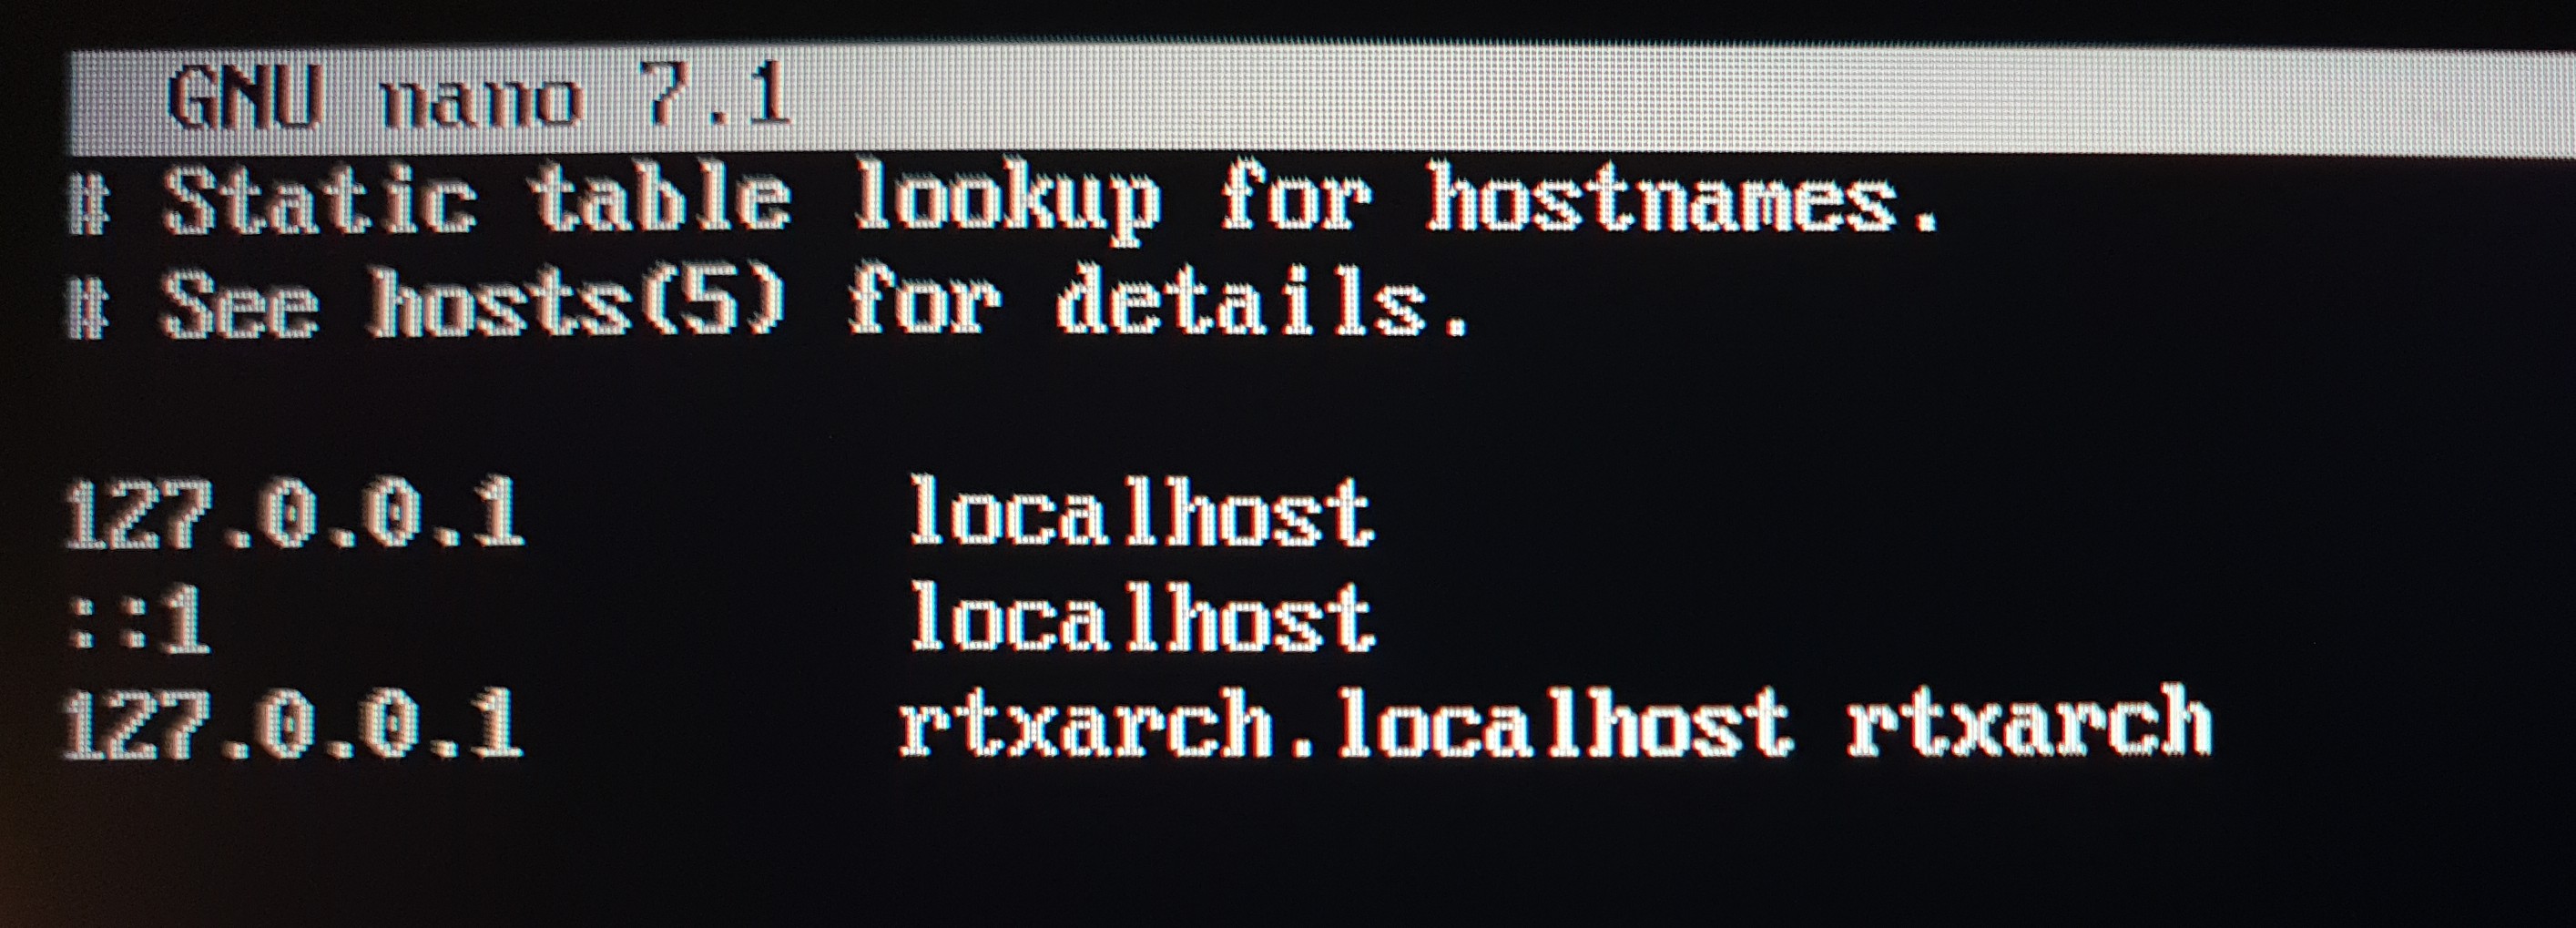 GNU nano 7.1
# Static table lookup for hostnames.
# See hosts(5) for details.
127.0.0.1 localhost
::1 localhost
127.0.0.1 rtxarch.localhost rtxarch